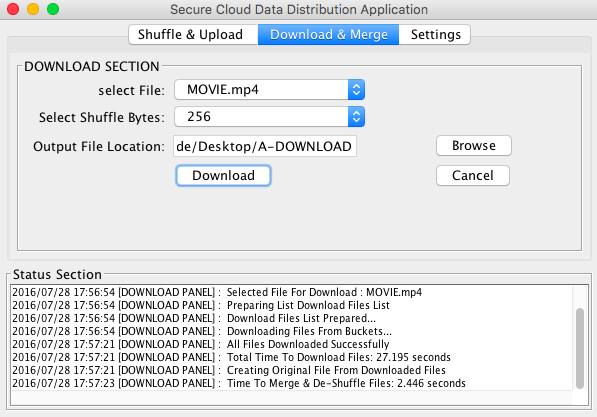 Secure Cloud Data Distribution Application
Shuffle & Upload Download & Merge Settings
DOWNLOAD SECTION
select File: MOVIE.mp4
Select Shuffle Bytes: 256
Output File Location: de/Desktop/A-DOWNLOAD Browse
Download Cancel
Status Section
2016/07/28 17:56:54 [DOWNLOAD PANEL] : Selected File For Download : MOVIE.mp4
2016/07/28 17:56:54 [DOWNLOAD PANEL] : Preparing List Download Files List
2016/07/28 17:56:54 [DOWNLOAD PANEL] : Download Files List Prepared...
2016/07/28 17:56:54 [DOWNLOAD PANEL] : Downloading Files From Buckets...
2016/07/28 17:57:21 [DOWNLOAD PANEL] : All Files Downloaded Successfully
2016/07/28 17:57:21 [DOWNLOAD PANEL] : Total Time To Download Files: 27.195 seconds
2016/07/28 17:57:21 [DOWNLOAD PANEL] : Creating Original File From Downloaded Files
2016/07/28 17:57:23 [DOWNLOAD PANEL] : Time To Merge & De-Shuffle Files: 2.446 seconds